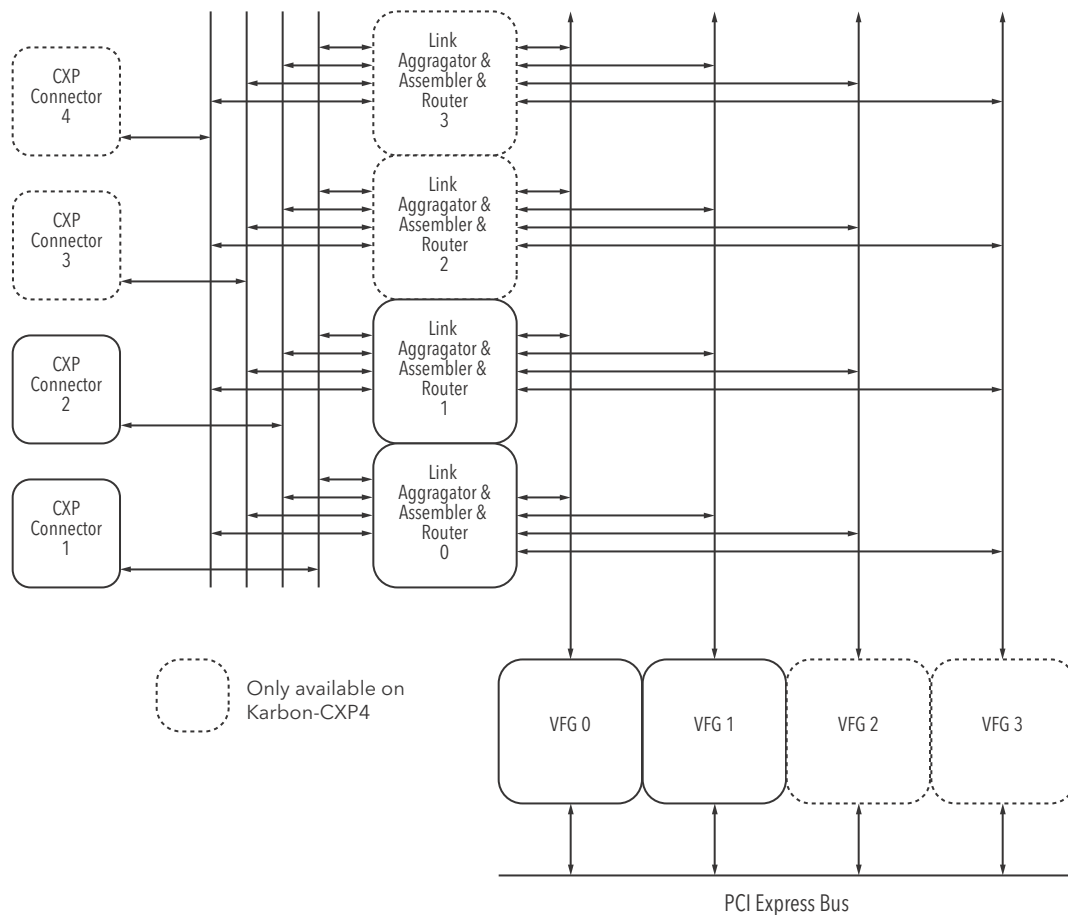 CXP
Connector
4
Link
Aggragator &
Assembler &
Router
3
CXP
Connector
3
Link
Aggragator &
Assembler &
Router
2
CXP
Connector
2
Link
Aggragator &
Assembler &
Router
1
CXP
Connector
1
Link
Aggragator &
Assembler &
Router
0
Only available on
Karbon-CXP4
VFG 0
VFG 1
VFG 2
VFG 3
PCI Express Bus